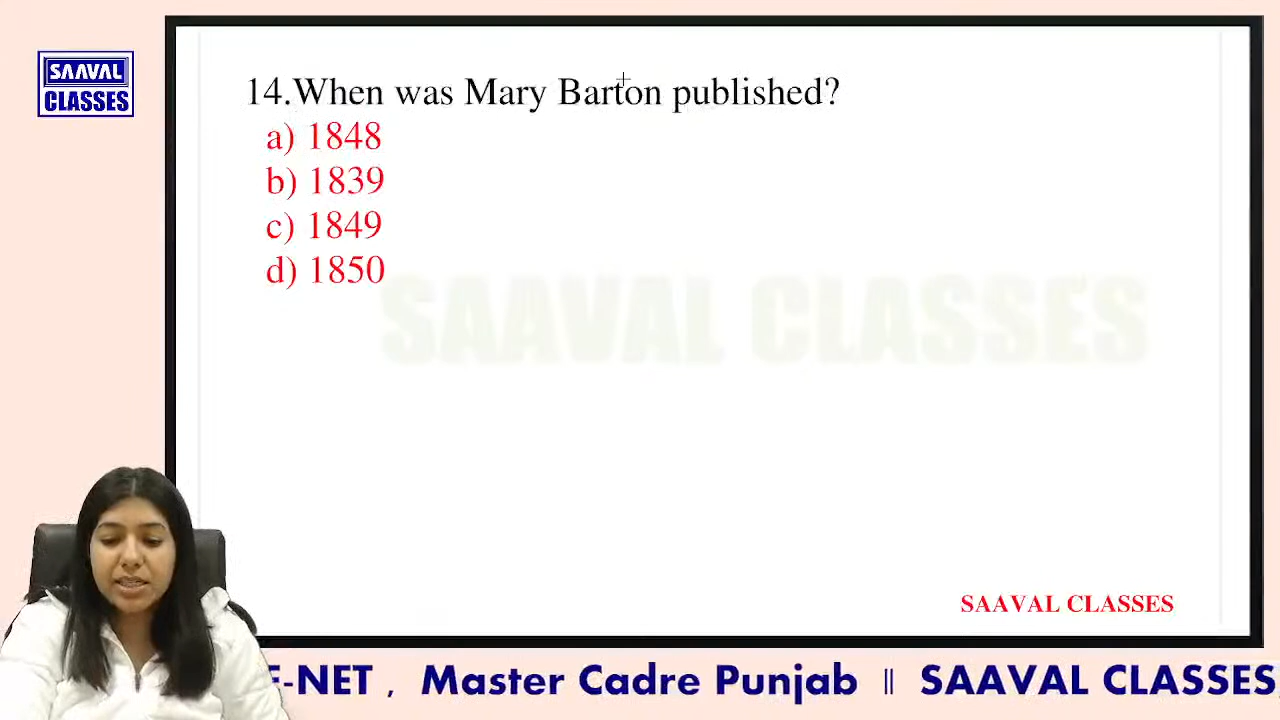 SAAVAL
CLASSES
14.When was Mary Barton published?
a) 1848
b) 1839
c) 1849
d) 1850
SAAVAL CLASSES
SAAVAL CLASSES
F-NET , Master Cadre Punjab || SAAVAL CLASSES,